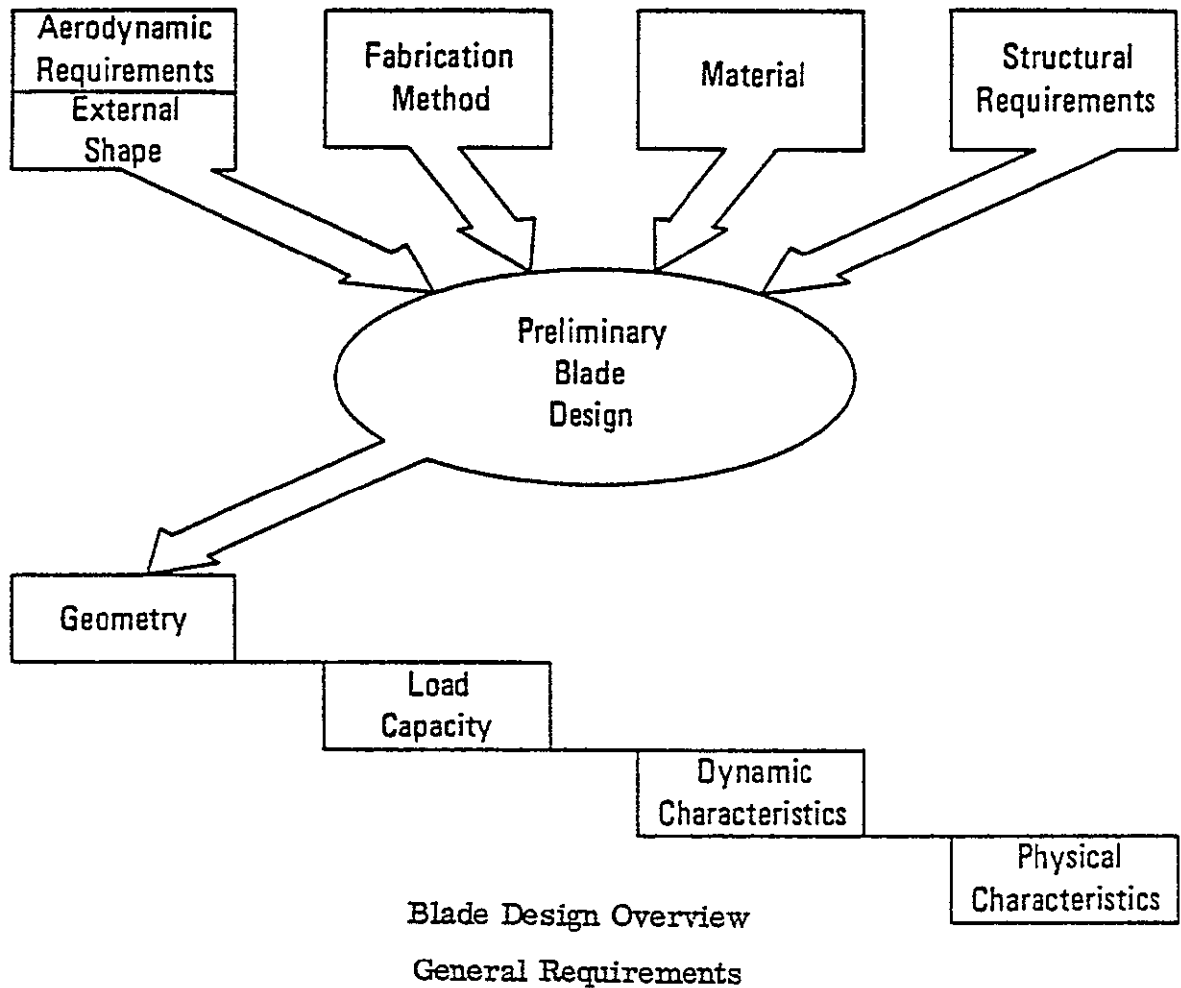 Aerodynamic
Requirements
External
Shape
Fabrication
Method
Material
Structural
Requirements
Preliminary
Blade
Design
Geometry
Load
Capacity
Dynamic
Characteristics
Physical
Characteristics
Blade Design Overview
General Requirements